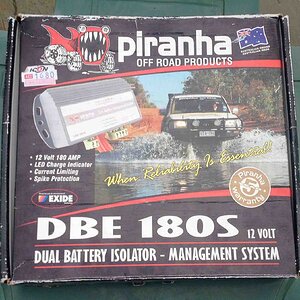 piranha
OFF ROAD PRODUCTS
• 12 Volt 180 AMP
• LED Charge Indicator
• Current Limiting
• Spike Protection
When Reliability Is Essential!!
EXIDE
Piranha
Warranty
DBE 180S 12 VOLT
DUAL BATTERY ISOLATOR - MANAGEMENT SYSTEM